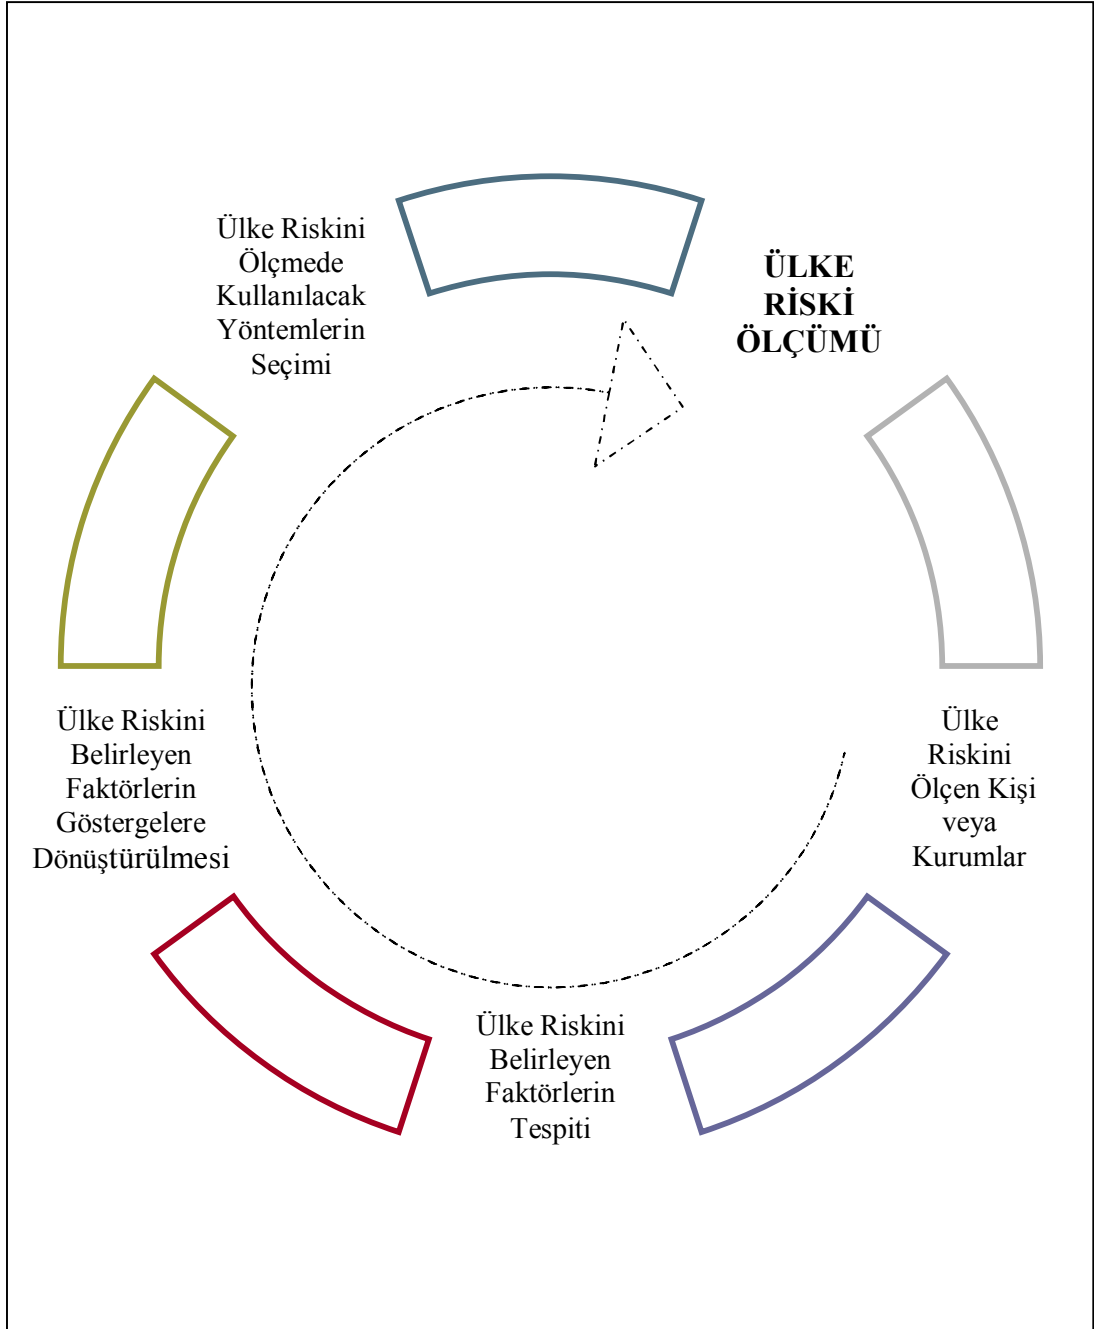 Ülke Riskini
Ölçmede
Kullanılacak
Yöntemlerin
Seçimi
ÜLKE
RİSKİ
ÖLÇÜMÜ
Ülke Riskini
Belirleyen
Faktörlerin
Göstergelere
Dönüştürülmesi
Ülke
Riskini
Ölçen Kişi
veya
Kurumlar
Ülke Riskini
Belirleyen
Faktörlerin
Tespiti